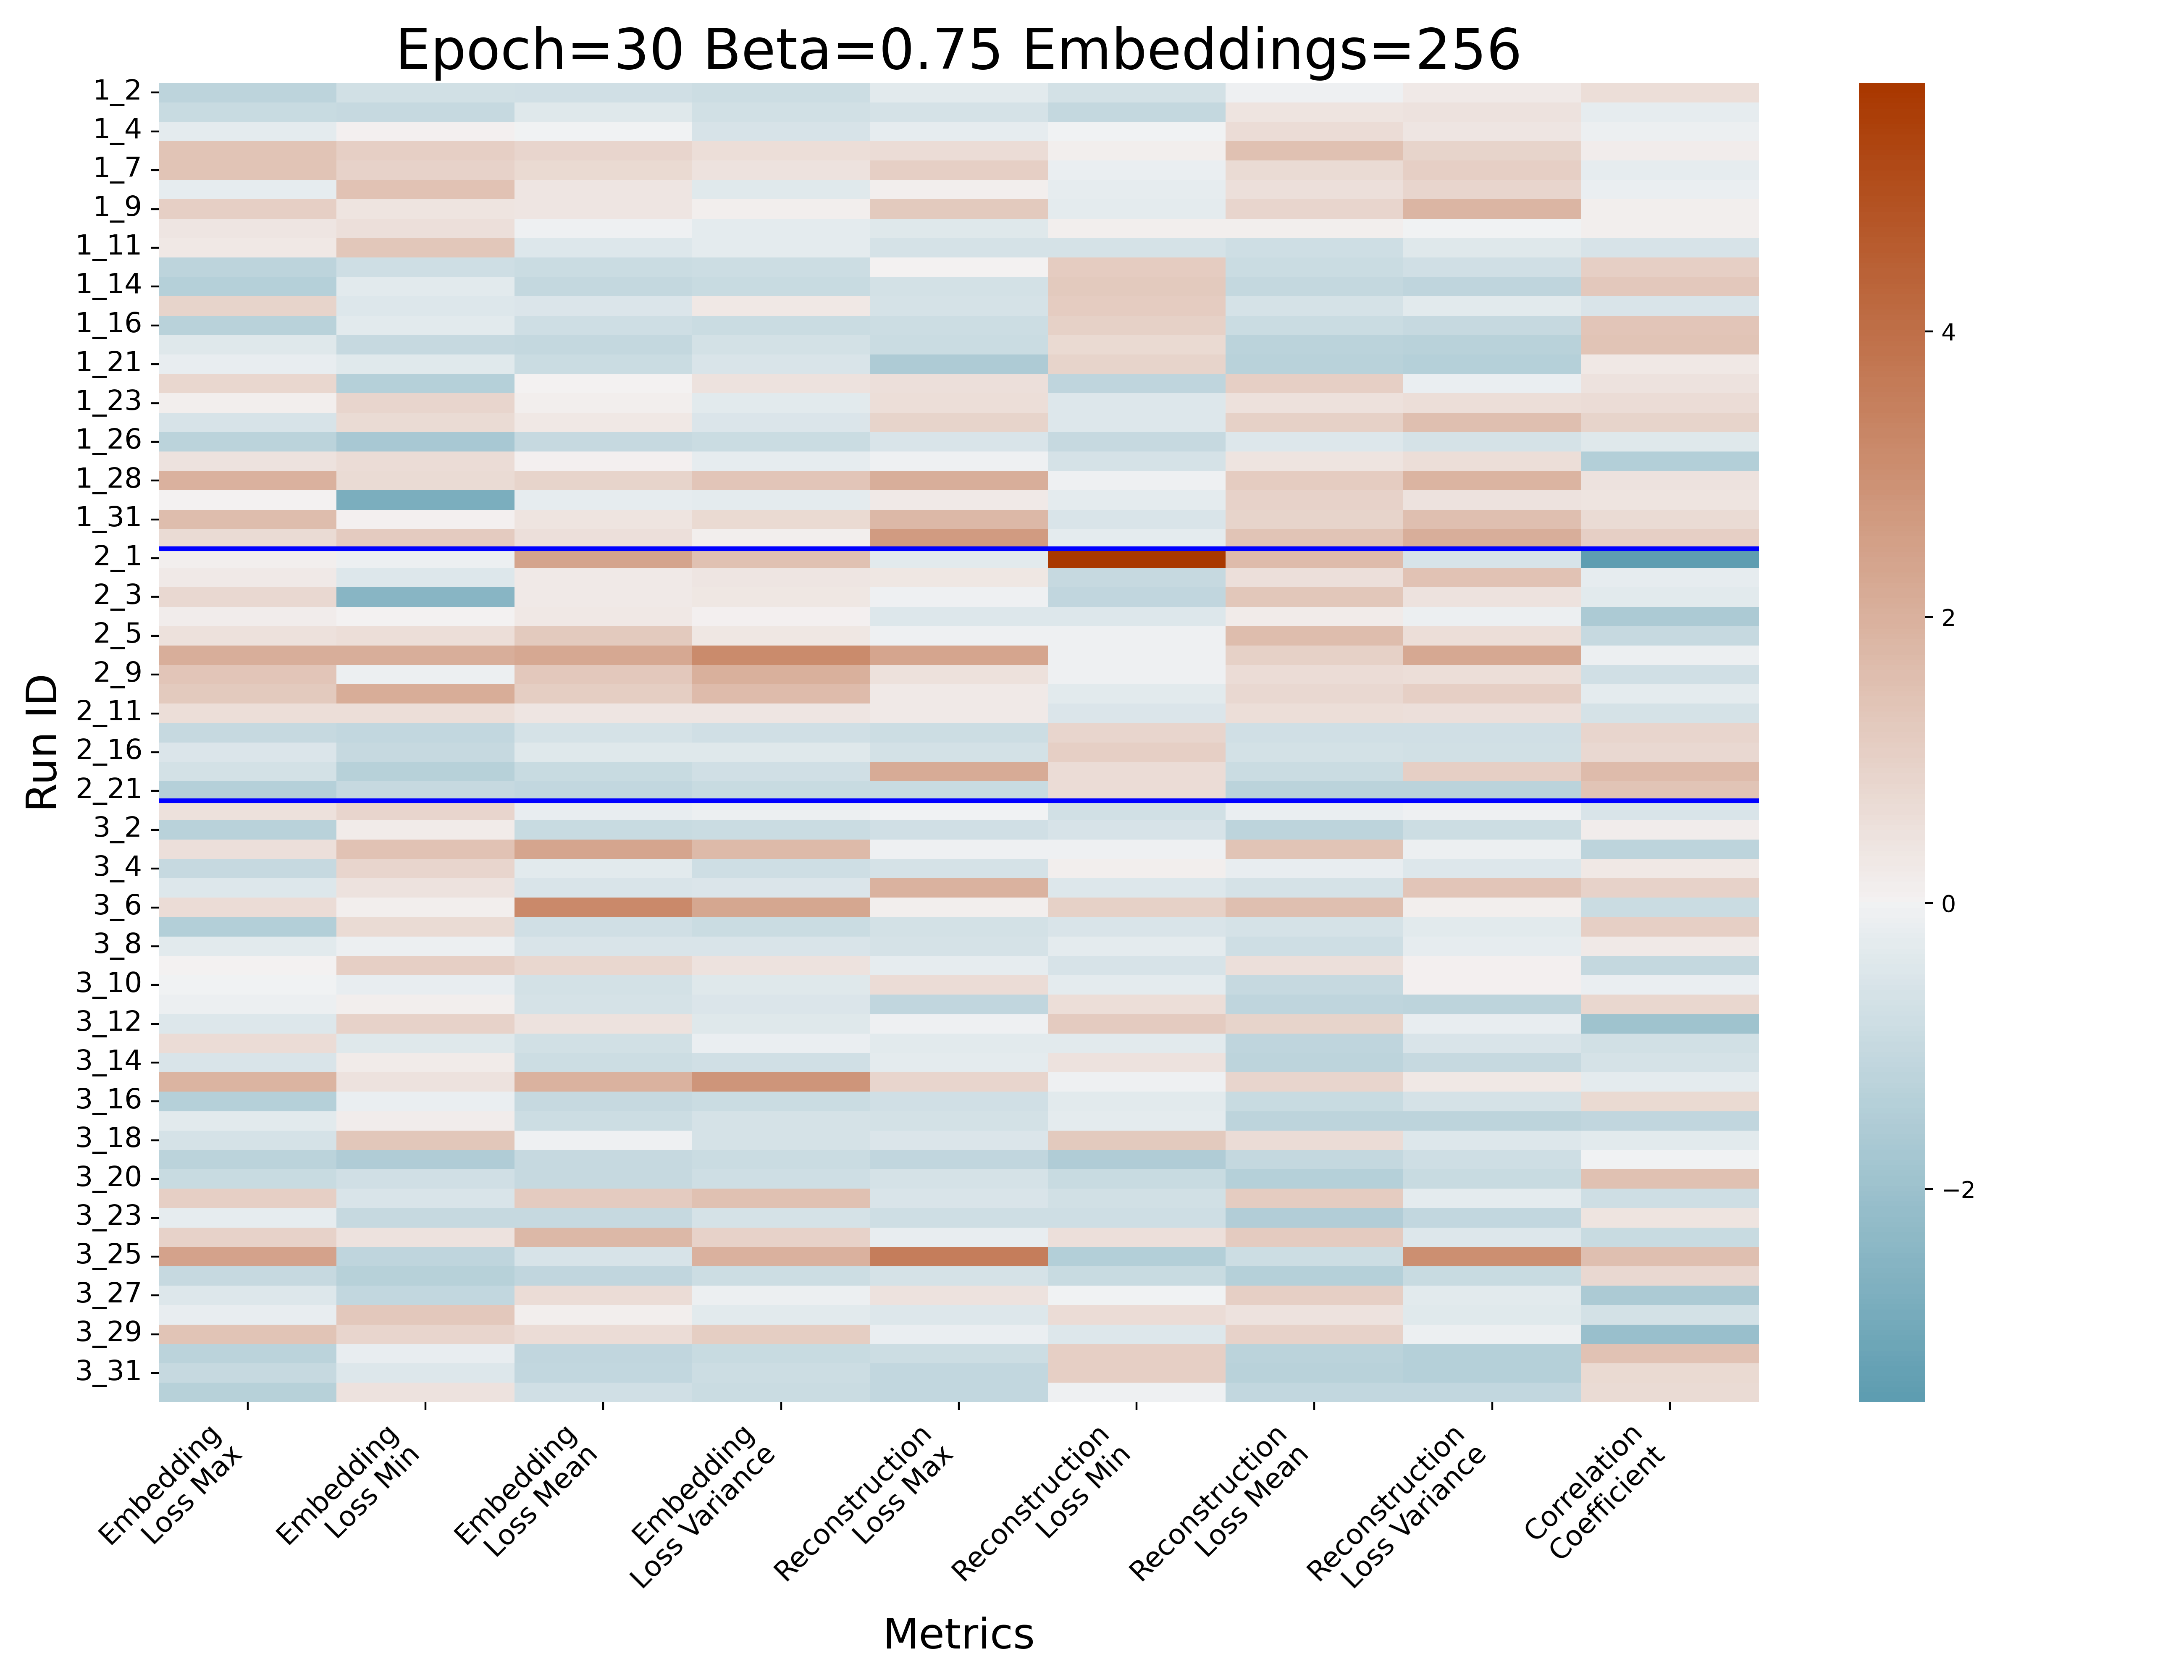 Epoch=30 Beta=0.75 Embeddings=256
Run ID
1_2
1_4
1_7
1_9
1_11
1_14
1_16
1_21
1_23
1_26
1_28
1_31
2_1
2_3
2_5
2_9
2_11
2_16
2_21
3_2
3_4
3_6
3_8
3_10
3_12
3_14
3_16
3_18
3_20
3_23
3_25
3_27
3_29
3_31
4
2
0
−2
Embedding
Loss Max
Embedding
Loss Min
Embedding
Loss Mean
Embedding
Loss Variance
Reconstruction
Loss Max
Reconstruction
Loss Min
Reconstruction
Loss Mean
Reconstruction
Loss Variance
Correlation
Coefficient
Metrics